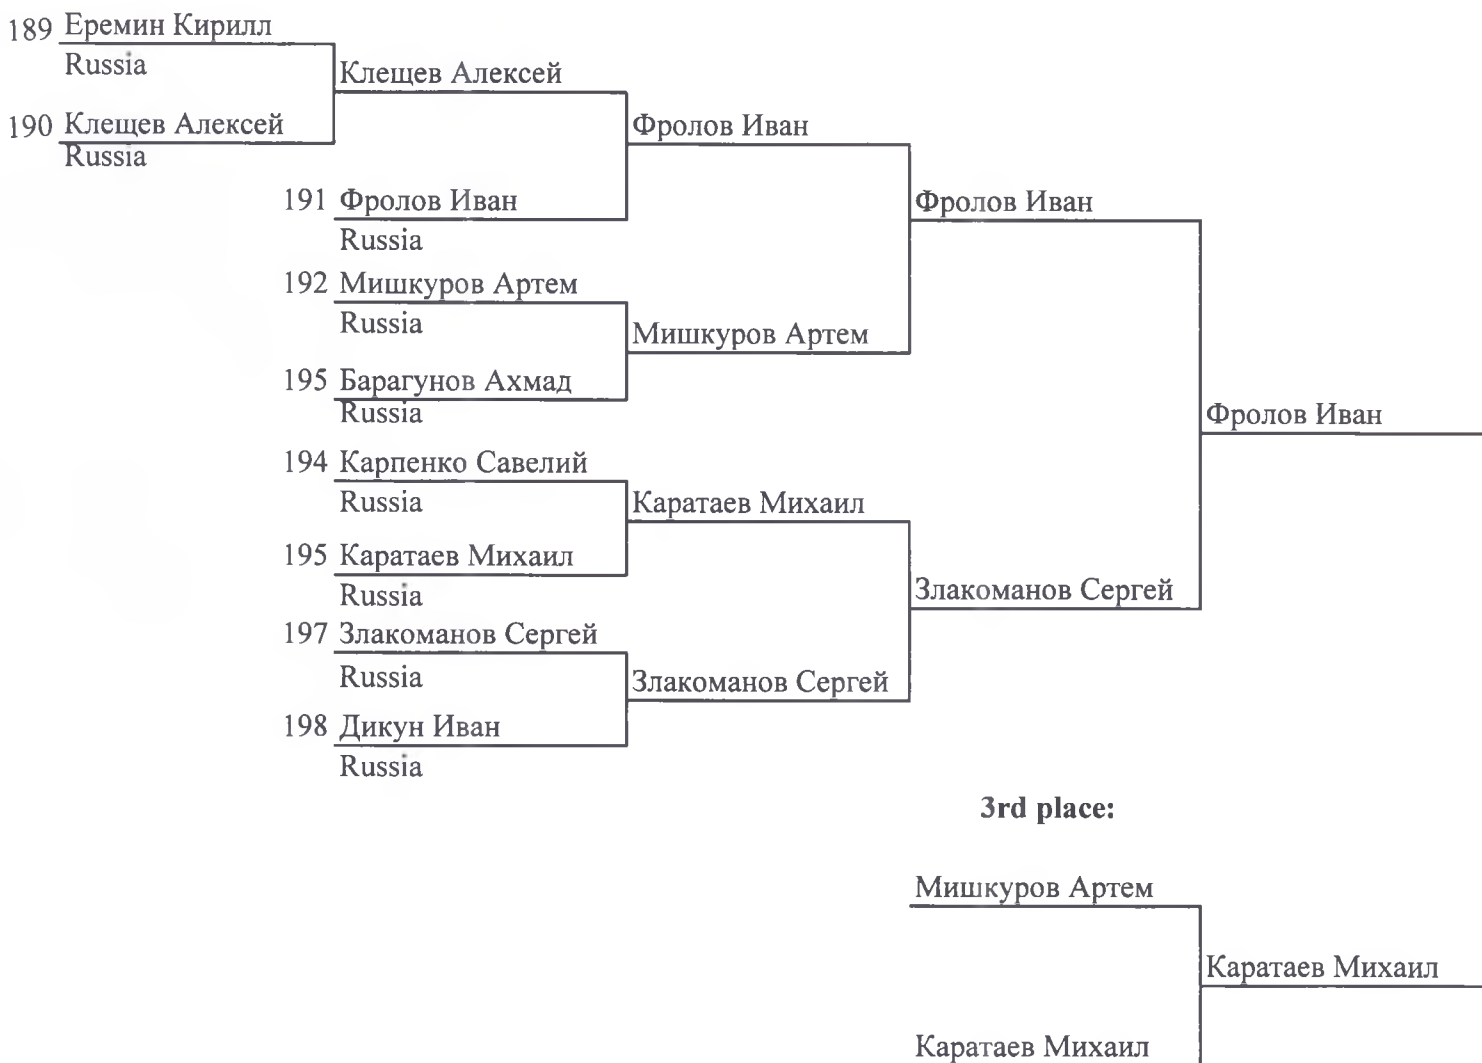 189 Еремин Кирилл
Russia
Клещев Алексей
190 Клещев Алексей
Russia
Фролов Иван
191 Фролов Иван
Russia
Фролов Иван
192 Мишкуров Артем
Russia
Мишкуров Артем
195 Барагунов Ахмад
Russia
Фролов Иван
194 Карпенко Савелий
Russia
Каратаев Михаил
195 Каратаев Михаил
Russia
Злакоманов Сергей
197 Злакоманов Сергей
Russia
Злакоманов Сергей
198 Дикун Иван
Russia
3rd place:
Мишкуров Артем
Каратаев Михаил
Каратаев Михаил